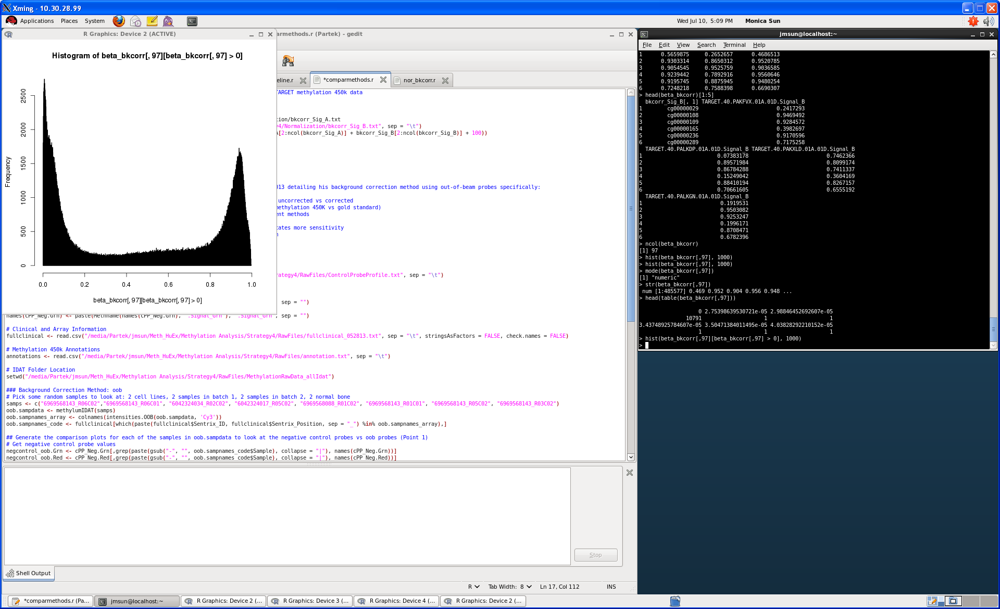 Xming - 10.30.28.99
Applications Places System
Wed Jul 10, 5:09 PM Monica Sun
R Graphics: Device 2 (ACTIVE)
Histogram of beta_bkcorr[, 97][beta_bkcorr[, 97] > 0]
Frequency
2500
2000
1500
1000
500
0
0.0 0.2 0.4 0.6 0.8 1.0
beta_bkcorr[, 97][beta_bkcorr[, 97] > 0]
armethods.r (Partek) - gedit
eline.r *comparmethods.r nor_bkcorr.r
TARGET methylation 450k data
tion/bkcorr_Sig_A.txt
y4/Normalization/bkcorr_Sig_B.txt", sep = "\t")
A[2:ncol(bkcorr_Sig_A)] + bkcorr_Sig_B[2:ncol(bkcorr_Sig_B)] + 100))
013 detailing his background correction method using out-of-beam probes specifically:
uncorrected vs corrected
methylation 450K vs gold standard)
ent methods
cates more sensitivity
rategy4/RawFiles/ControlProbeProfile.txt", sep = "\t")
sep = "")
names(cPP_Neg.Grn) <- paste(Methname(names(cPP_Neg.Grn), ".Signal_Grn"), ".Signal_Grn", sep = "")
# Clinical and Array Information
fullclinical <- read.csv("/media/Partek/jmsun/Meth_HuEx/Methylation Analysis/Strategy4/RawFiles/fullclinical_052813.txt", sep = "\t", stringsAsFactors = FALSE, check.names = FALSE)
# Methylation 450k Annotations
annotations <- read.csv("/media/Partek/jmsun/Meth_HuEx/Methylation Analysis/Strategy4/RawFiles/annotation.txt", sep = "\t")
# IDAT Folder Location
setwd("/media/Partek/jmsun/Meth_HuEx/Methylation Analysis/Strategy4/RawFiles/MethylationRawData_allIdat")
### Background Correction Method: oob
# Pick some random samples to look at: 2 cell lines, 2 samples in batch 1, 2 samples in batch 2, 2 normal bone
samps <- c("6969568143_R06C02","6969568143_R06C01", "6042324034_R02C02", "6042324017_R05C02", "6969568088_R01C02", "6969568143_R01C01", "6969568143_R05C02", "6969568143_R03C02")
oob.sampdata <- methylumIDAT(samps)
oob.sampnames_array <- colnames(intensities.OOB(oob.sampdata, 'Cy3'))
oob.sampnames_code <- fullclinical[which(paste(fullclinical$Sentrix_ID, fullclinical$Sentrix_Position, sep = "_") %in% oob.sampnames_array),]
## Generate the comparison plots for each of the samples in oob.sampdata to look at the negative control probes vs oob probes (Point 1)
# Get negative control probe values
negcontrol_oob.Grn <- cPP_Neg.Grn[,grep(paste(gsub("-", "", oob.sampnames_code$Sample), collapse = "|"), names(cPP_Neg.Grn))]
negcontrol_oob.Red <- cPP_Neg.Red[,grep(paste(gsub("-", "", oob.sampnames_code$Sample), collapse = "|"), names(cPP_Neg.Red))]
Stop
Shell Output
R Tab Width: 8 Ln 17, Col 112 INS
jmsun@localhost:~
File Edit View Search Terminal Help
1 0.5659875 0.2652657 0.4686513
2 0.9303314 0.8650312 0.9520785
3 0.9054545 0.9525759 0.9036585
4 0.9239442 0.7892916 0.9560646
5 0.9195745 0.8875945 0.9480254
6 0.7248218 0.7588398 0.6690307
> head(beta_bkcorr)[1:5]
bkcorr_Sig_B[, 1] TARGET.40.PAKFVX.01A.01D.Signal_B
1 cg00000029 0.2417293
2 cg00000108 0.9469492
3 cg00000109 0.9284572
4 cg00000165 0.3982697
5 cg00000236 0.9170596
6 cg00000289 0.7175258
TARGET.40.PALKDP.01A.01D.Signal_B TARGET.40.PAKXLD.01A.01D.Signal_B
1 0.07383178 0.7462366
2 0.89571984 0.8099174
3 0.86784288 0.7411337
4 0.15249042 0.3604169
5 0.88410194 0.8267157
6 0.70661605 0.6555192
TARGET.40.PALKGN.01A.01D.Signal_B
1 0.1919531
2 0.9503082
3 0.9253247
4 0.1996171
5 0.8708471
6 0.6782396
> ncol(beta_bkcorr)
[1] 97
> hist(beta_bkcorr[,97], 1000)
> hist(beta_bkcorr[,97], 1000)
> mode(beta_bkcorr[,97])
[1] "numeric"
> str(beta_bkcorr[,97])
num [1:485577] 0.469 0.952 0.904 0.956 0.948 ...
> head(table(beta_bkcorr[,97]))
0 2.75398639530721e-05 2.98846452692607e-05
10791 1 1
3.43748925784607e-05 3.50471384011495e-05 4.03828292210152e-05
1 1 1
> hist(beta_bkcorr[,97][beta_bkcorr[,97] > 0], 1000)
>
*comparmethods.r (Pa... jmsun@localhost:~ R Graphics: Device 2 (... R Graphics: Device 3 (... R Graphics: Device 4 (... R Graphics: Device 2 (...